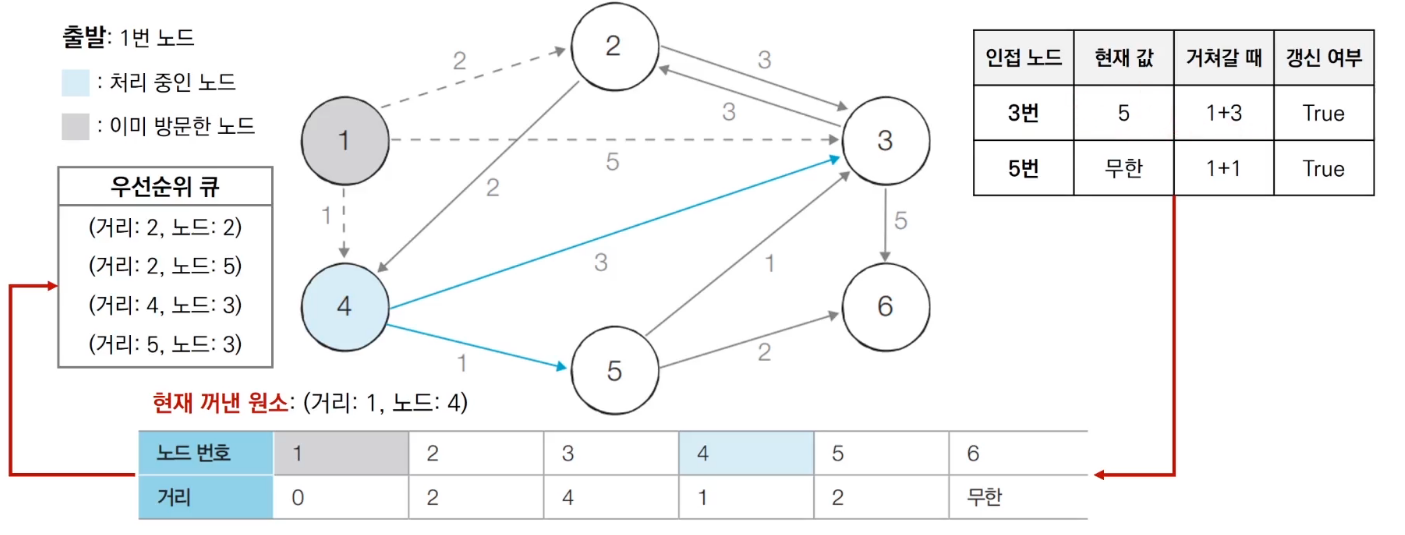 출발: 1번 노드
: 처리 중인 노드
: 이미 방문한 노드
우선순위 큐
(거리: 2, 노드: 2)
(거리: 2, 노드: 5)
(거리: 4, 노드: 3)
(거리: 5, 노드: 3)
1
2
3
4
5
6
2
3
3
5
2
1
3
1
1
2
5
인접 노드 현재 값 거쳐갈 때 갱신 여부
3번 5 1+3 True
5번 무한 1+1 True
현재 꺼낸 원소: (거리: 1, 노드: 4)
노드 번호 1 2 3 4 5 6
거리 0 2 4 1 2 무한